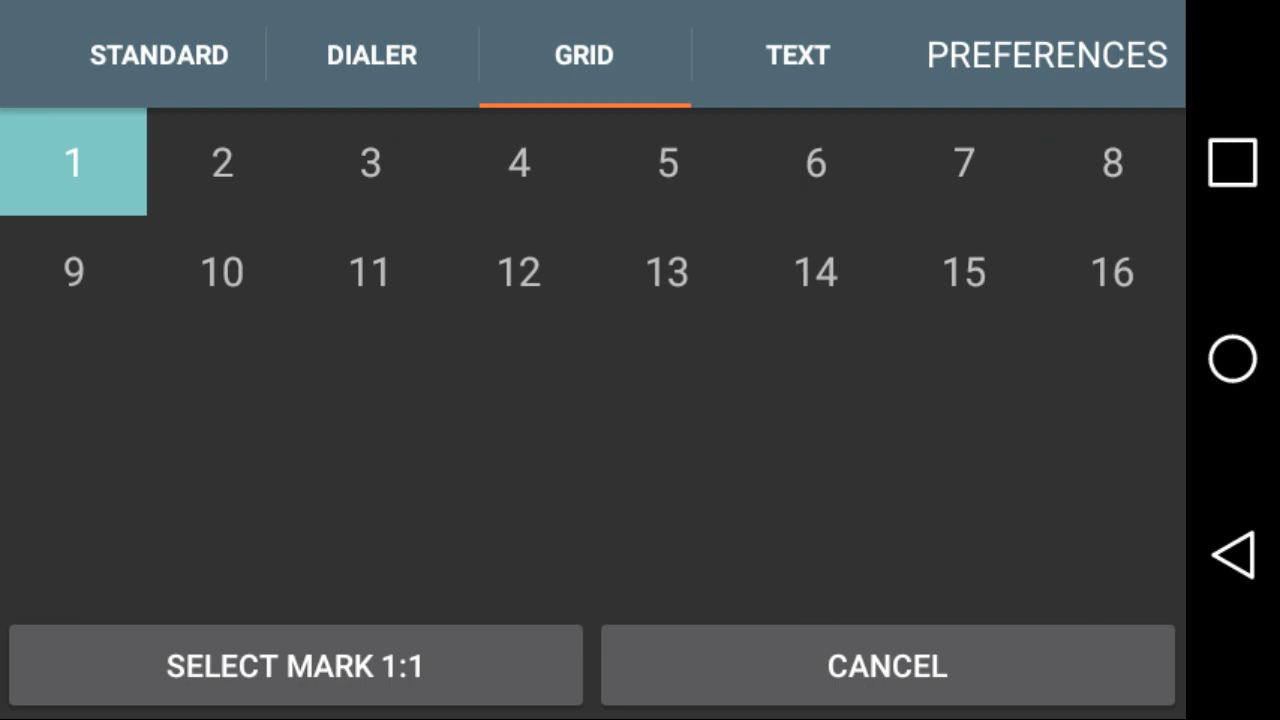 STANDARD DIALER GRID TEXT PREFERENCES
1 2 3 4 5 6 7 8
9 10 11 12 13 14 15 16
SELECT MARK 1:1 CANCEL